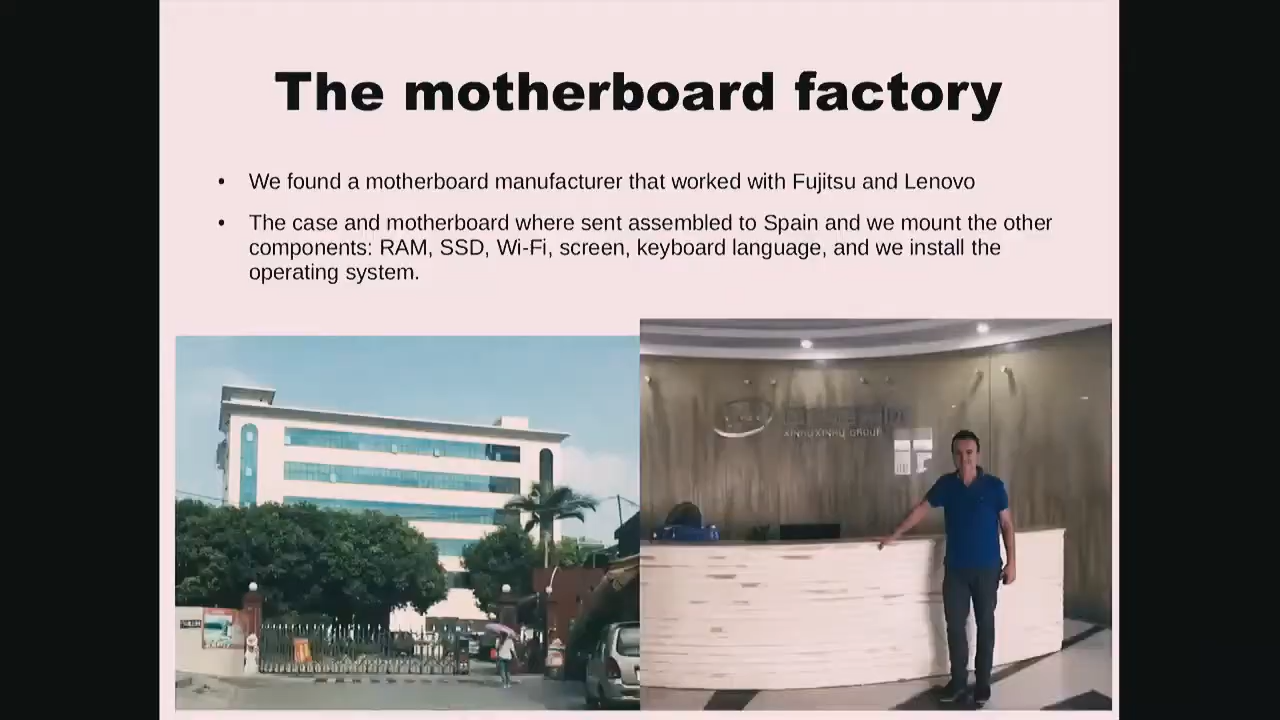 The motherboard factory
• We found a motherboard manufacturer that worked with Fujitsu and Lenovo
• The case and motherboard where sent assembled to Spain and we mount the other
components: RAM, SSD, Wi-Fi, screen, keyboard language, and we install the
operating system.
XINHUXINHU GROUP